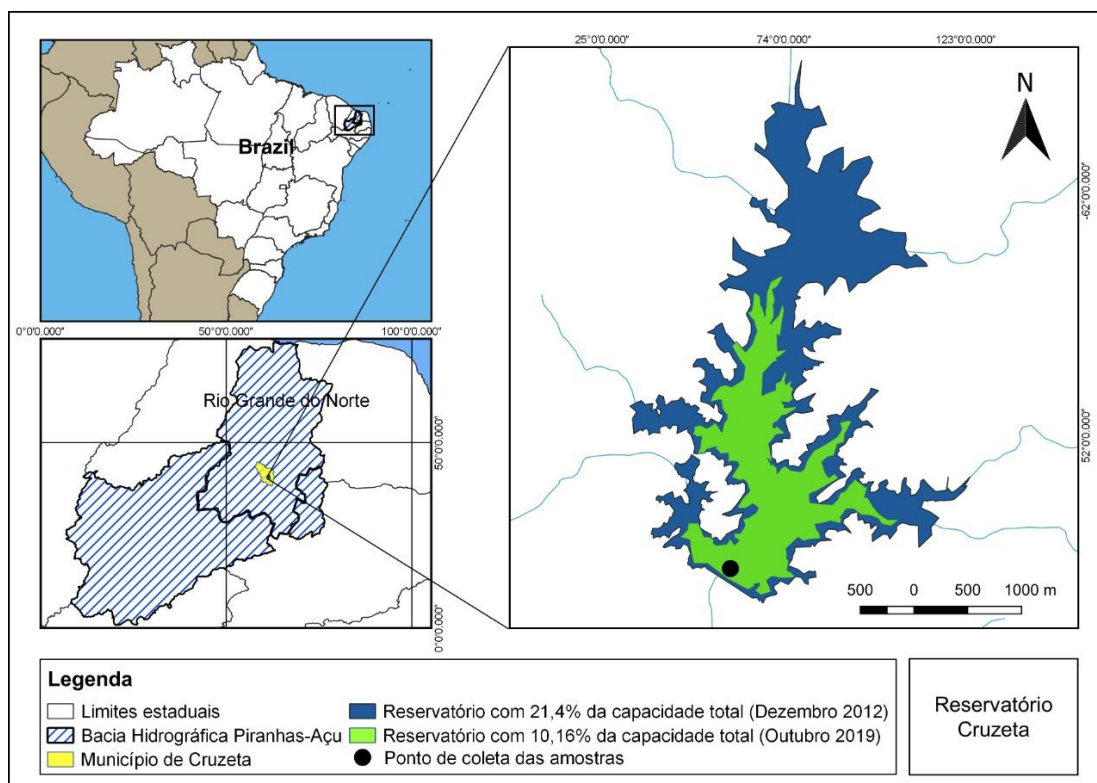 25°0'0.000" 74°0'0.000" 123°0'0.000"
N
Brazil
-62°0'0.000"
0°0'0.000" 50°0'0.000" 100°0'0.000"
Rio Grande do Norte
50°0'0.000"
52°0'0.000"
0°0'0.000"
500 0 500 1000 m
Legenda
Limites estaduais
Bacia Hidrográfica Piranhas-Açu
Município de Cruzeta
Reservatório com 21,4% da capacidade total (Dezembro 2012)
Reservatório com 10,16% da capacidade total (Outubro 2019)
Ponto de coleta das amostras
Reservatório
Cruzeta